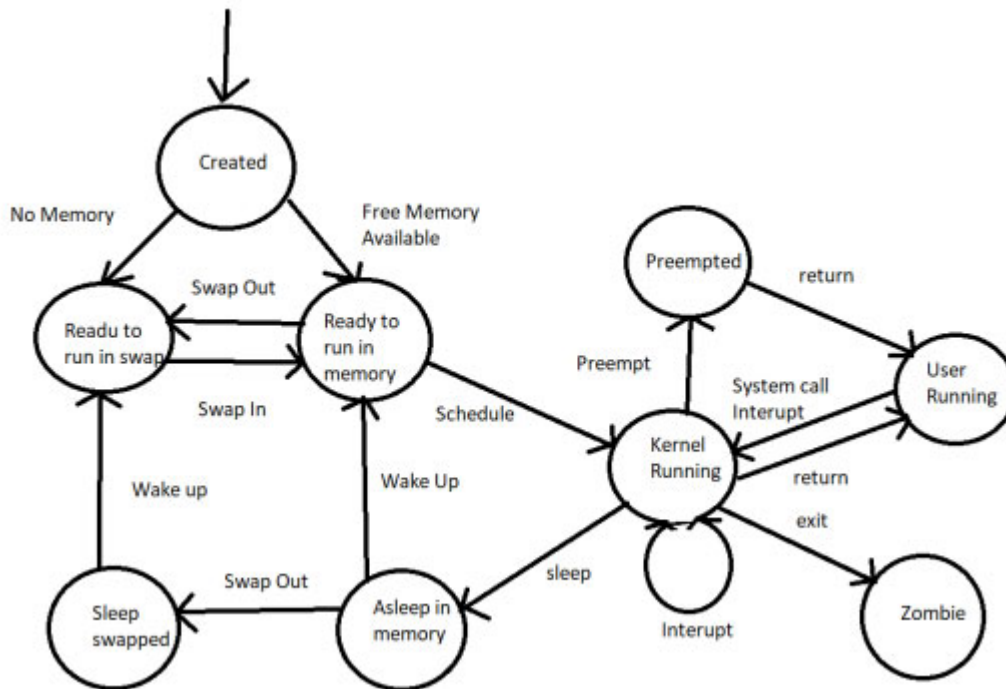 Created
No Memory
Free Memory
Available
Swap Out
Readu to
run in swap
Ready to
run in
memory
Swap In
Schedule
Preempted
return
Preempt
User
Running
System call
Interupt
Kernel
Running
return
exit
Wake up
Wake Up
sleep
Swap Out
Sleep
swapped
Asleep in
memory
Interupt
Zombie